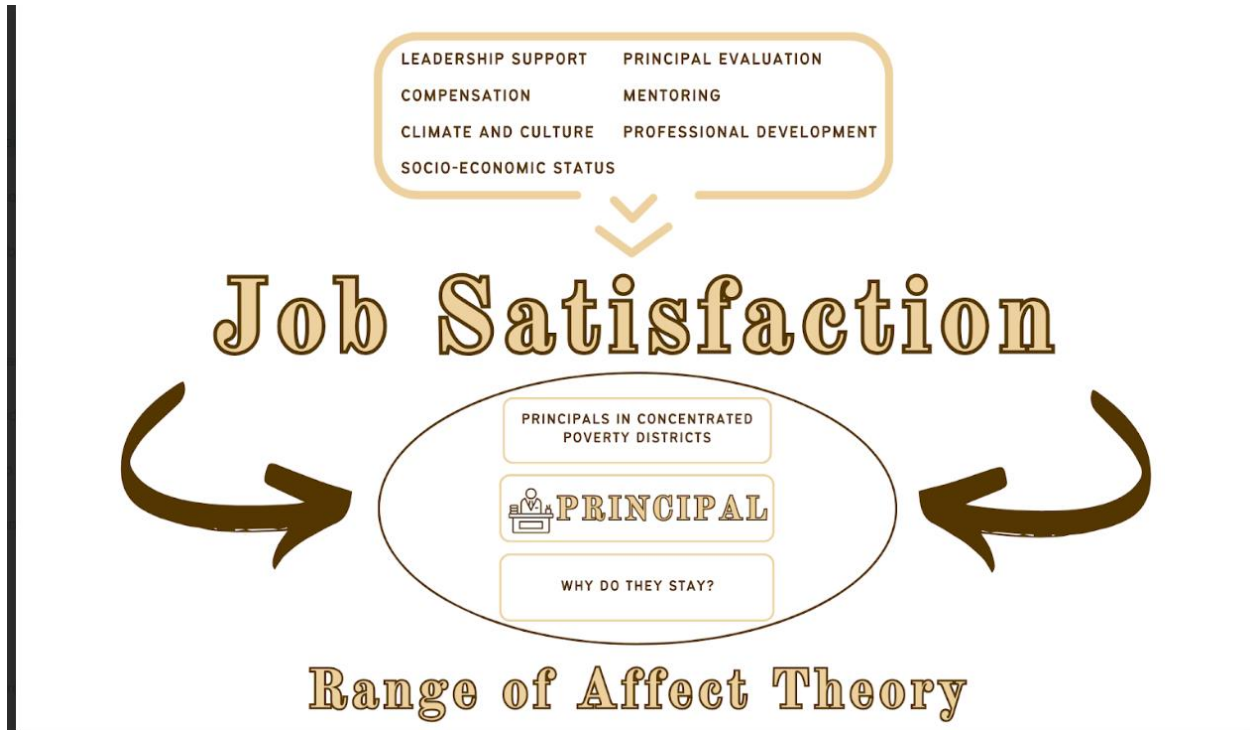 LEADERSHIP SUPPORT
COMPENSATION
CLIMATE AND CULTURE
SOCIO-ECONOMIC STATUS
PRINCIPAL EVALUATION
MENTORING
PROFESSIONAL DEVELOPMENT
Job Satisfaction
PRINCIPALS IN CONCENTRATED
POVERTY DISTRICTS
PRINCIPAL
WHY DO THEY STAY?
Range of Affect Theory